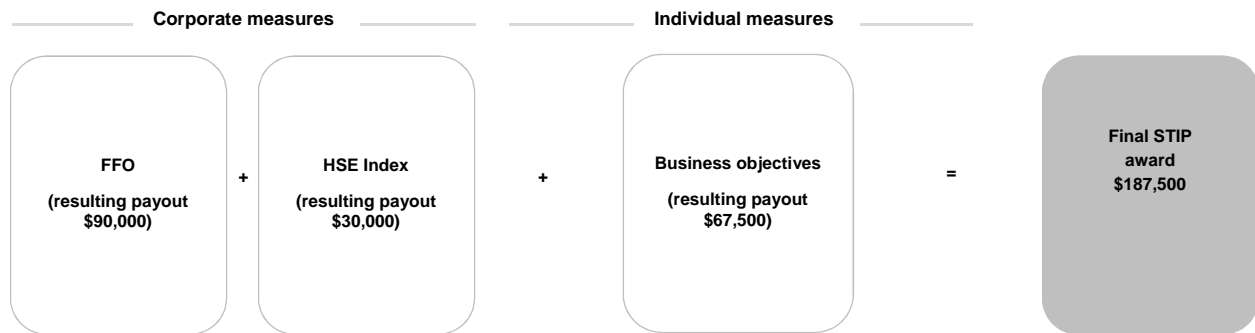 Corporate measures
Individual measures
FFO
(resulting payout
$90,000)
+
HSE Index
(resulting payout
$30,000)
+
Business objectives
(resulting payout
$67,500)
=
Final STIP
award
$187,500